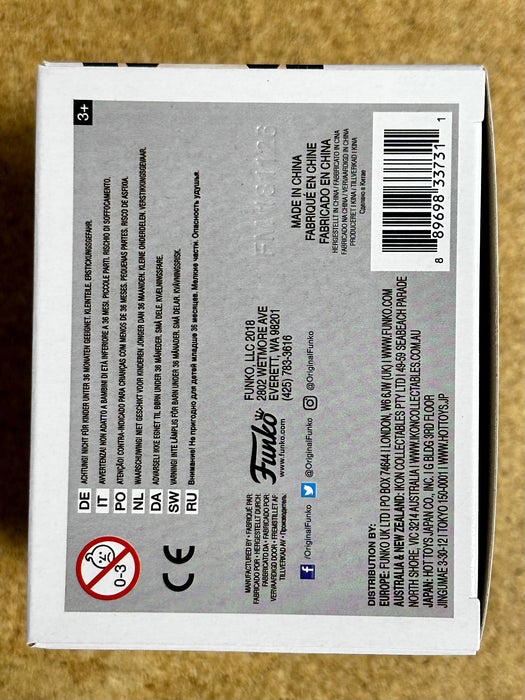 3+
0-3
DE ACHTUNG! NICHT FÜR KINDER UNTER 36 MONATEN GEEIGNET. KLEINTEILE. ERSTICKUNGSGEFAHR.
IT AVVERTENZA! NON ADATTO A BAMBINI DI ETÀ INFERIORE A 36 MESI. PICCOLE PARTI. RISCHIO DI SOFFOCAMENTO.
PO ATENÇÃO! CONTRA-INDICADO PARA CRIANÇAS COM MENOS DE 36 MESES. PEQUENAS PARTES. RISCO DE ASFIXIA.
NL WAARSCHUWING! NIET GESCHIKT VOOR KINDEREN JONGER DAN 36 MAANDEN. KLEINE ONDERDELEN. VERSTIKKINGSGEVAAR.
DA ADVARSEL! IKKE EGNET TIL BØRN UNDER 36 MÅNEDER. SMÅ DELE. KVÆLNINGSFARE.
SW VARNING! INTE LÄMPLIG FÖR BARN UNDER 36 MÅNADER. SMÅ DELAR. KVÄVNINGSRISK.
RU Внимание! Не пригодно для детей младше 36 месяцев. Мелкие части. Опасность удушья.
CE
MANUFACTURED BY • FABRIQUÉ PAR:
FABRICADO POR • HERGESTELLT DURCH:
FABBRICATO DA • FABRICADO POR:
VERVAARDIGD DOOR • FREMSTILLET AF:
TILLVERKAD AV • Производитель:
Funko
www.funko.com
FUNKO, LLC 2018
2802 WETMORE AVE
EVERETT, WA 98201
(425) 783-3616
/OriginalFunko
@OriginalFunko
@OriginalFunko
MADE IN CHINA
FABRIQUÉ EN CHINE
FABRICADO EN CHINA
HERGESTELLT IN CHINA / FABBRICATO IN CINA
FABRICADO NA CHINA / VERVAARDIGD IN CHINA
PRODUCERET I KINA / TILLVERKAD I KINA
Сделано в Китае
DISTRIBUTION BY:
EUROPE: FUNKO UK LTD | PO BOX 74644 | LONDON, W6 6JW (UK) | WWW.FUNKO.COM
AUSTRALIA & NEW ZEALAND: IKON COLLECTABLES PTY LTD / 49-59 SEABEACH PARADE
NORTH SHORE, VIC 3214 AUSTRALIA | WWW.IKONCOLLECTABLES.COM.AU
JAPAN: HOT TOYS JAPAN CO., INC. | G BLDG 3RD FLOOR
JINGUMAE 3-30-12 | TOKYO 150-0001 | WWW.HOTTOYS.JP
8 89698 33731 1